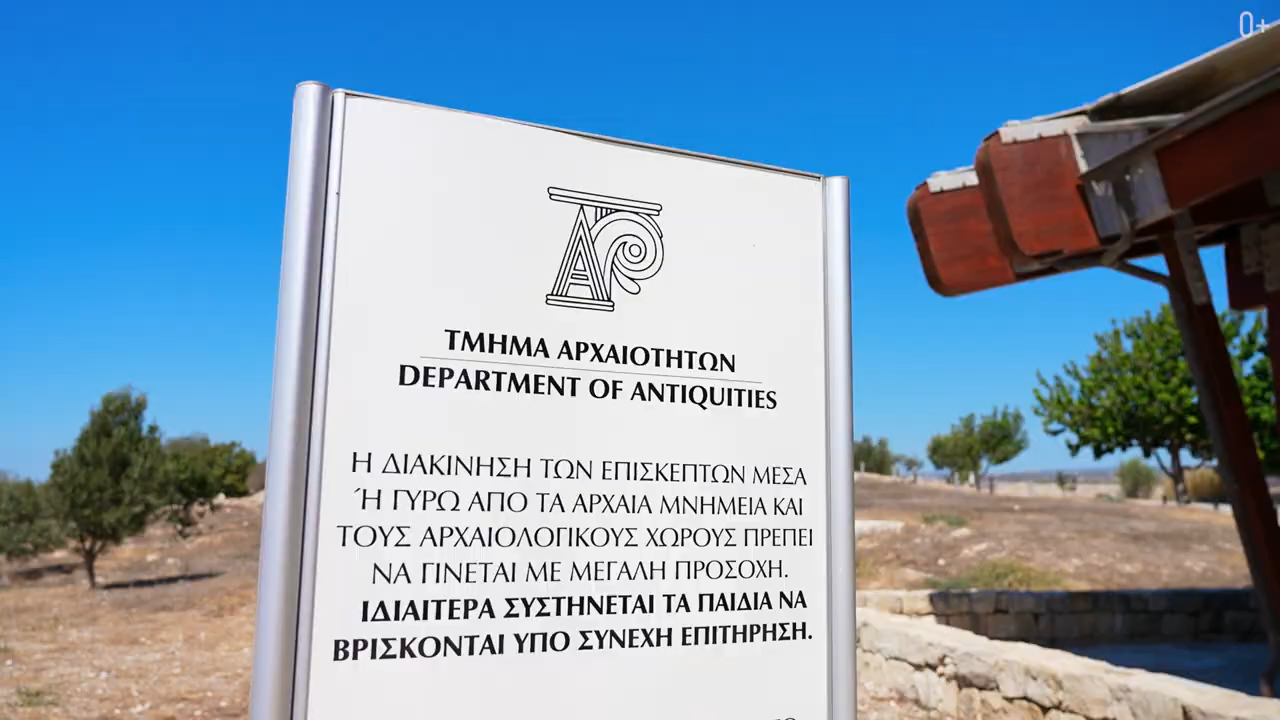 0+
ΤΜΗΜΑ ΑΡΧΑΙΟΤΗΤΩΝ
DEPARTMENT OF ANTIQUITIES
Η ΔΙΑΚΙΝΗΣΗ ΤΩΝ ΕΠΙΣΚΕΠΤΩΝ ΜΕΣΑ
Ή ΓΥΡΩ ΑΠΟ ΤΑ ΑΡΧΑΙΑ ΜΝΗΜΕΙΑ ΚΑΙ
ΤΟΥΣ ΑΡΧΑΙΟΛΟΓΙΚΟΥΣ ΧΩΡΟΥΣ ΠΡΕΠΕΙ
ΝΑ ΓΙΝΕΤΑΙ ΜΕ ΜΕΓΑΛΗ ΠΡΟΣΟΧΗ.
ΙΔΙΑΙΤΕΡΑ ΣΥΣΤΗΝΕΤΑΙ ΤΑ ΠΑΙΔΙΑ ΝΑ
ΒΡΙΣΚΟΝΤΑΙ ΥΠΟ ΣΥΝΕΧΗ ΕΠΙΤΗΡΗΣΗ.